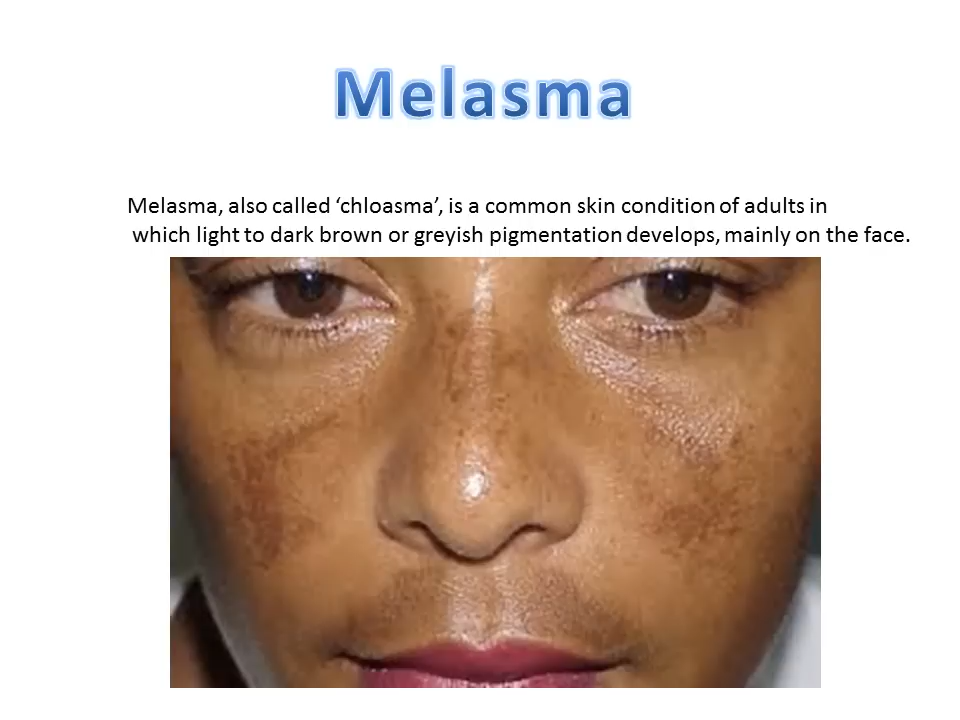 Melasma
Melasma, also called ‘chloasma’, is a common skin condition of adults in
which light to dark brown or greyish pigmentation develops, mainly on the face.